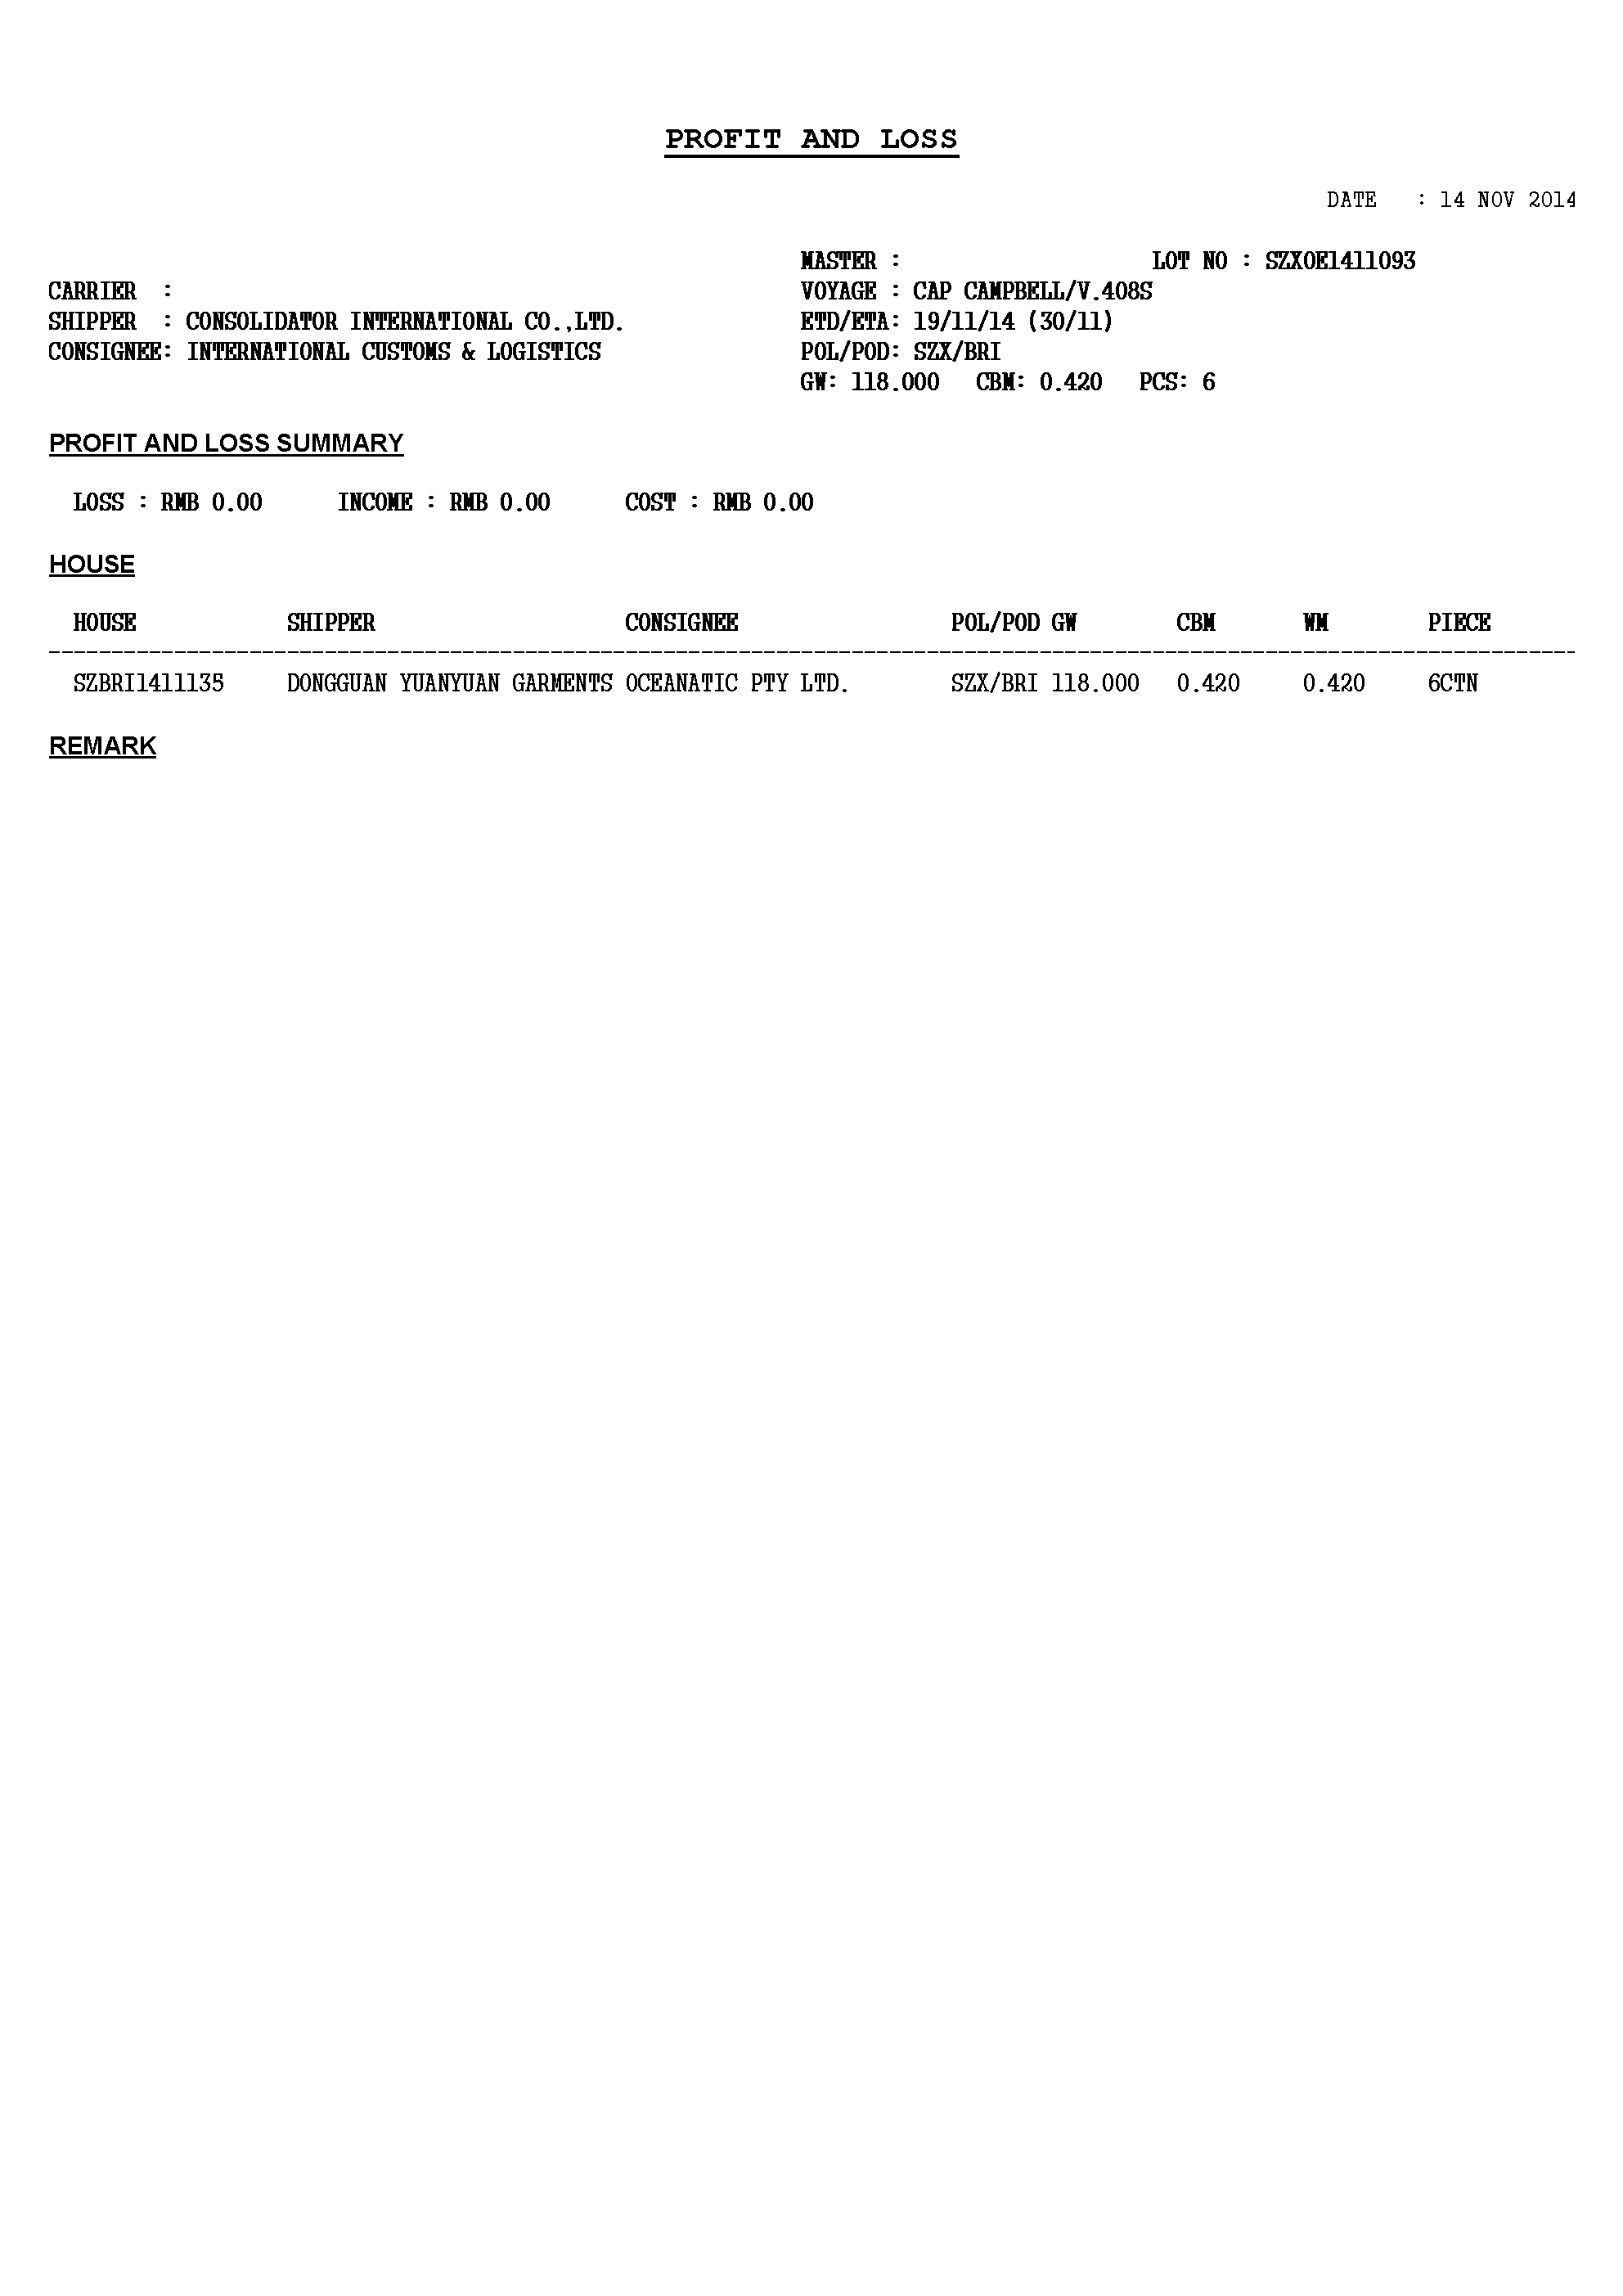 PROFIT AND LOSS
DATE : 14 NOV 2014
MASTER : LOT NO : SZXOE1411093
CARRIER : VOYAGE : CAP CAMPBELL/V.408S
SHIPPER : CONSOLIDATOR INTERNATIONAL CO.,LTD. ETD/ETA: 19/11/14 (30/11)
CONSIGNEE: INTERNATIONAL CUSTOMS & LOGISTICS POL/POD: SZX/BRI
GW: 118.000 CBM: 0.420 PCS: 6
PROFIT AND LOSS SUMMARY
LOSS : RMB 0.00 INCOME : RMB 0.00 COST : RMB 0.00
HOUSE
HOUSE SHIPPER CONSIGNEE POL/POD GW CBM WM PIECE
SZBRI1411135 DONGGUAN YUANYUAN GARMENTS OCEANATIC PTY LTD. SZX/BRI 118.000 0.420 0.420 6CTN
REMARK